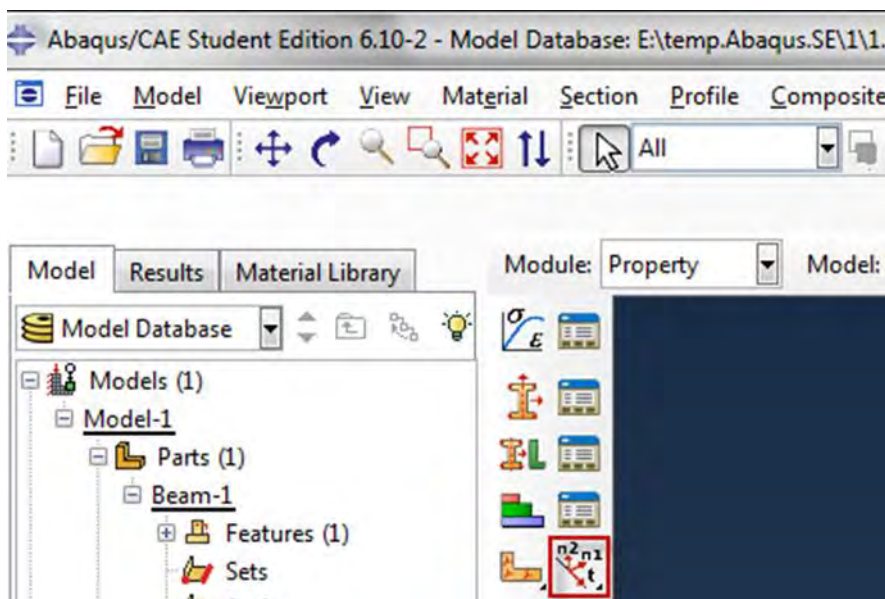 Abaqus/CAE Student Edition 6.10-2 - Model Database: E:\temp.Abaqus.SE\1\1.
File Model Viewport View Material Section Profile Composite
All
Model Results Material Library
Module: Property Model:
Model Database
σ
ε
Models (1)
Model-1
Parts (1)
Beam-1
Features (1)
n2 n1
t
Sets